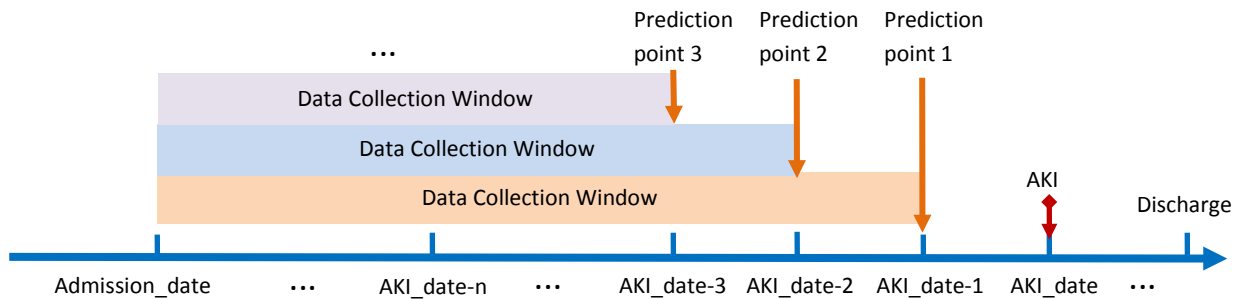 Prediction point 3
Prediction point 2
Prediction point 1
...
Data Collection Window
Data Collection Window
Data Collection Window
AKI
Discharge
Admission_date
...
AKI_date-n
...
AKI_date-3
AKI_date-2
AKI_date-1
AKI_date
...